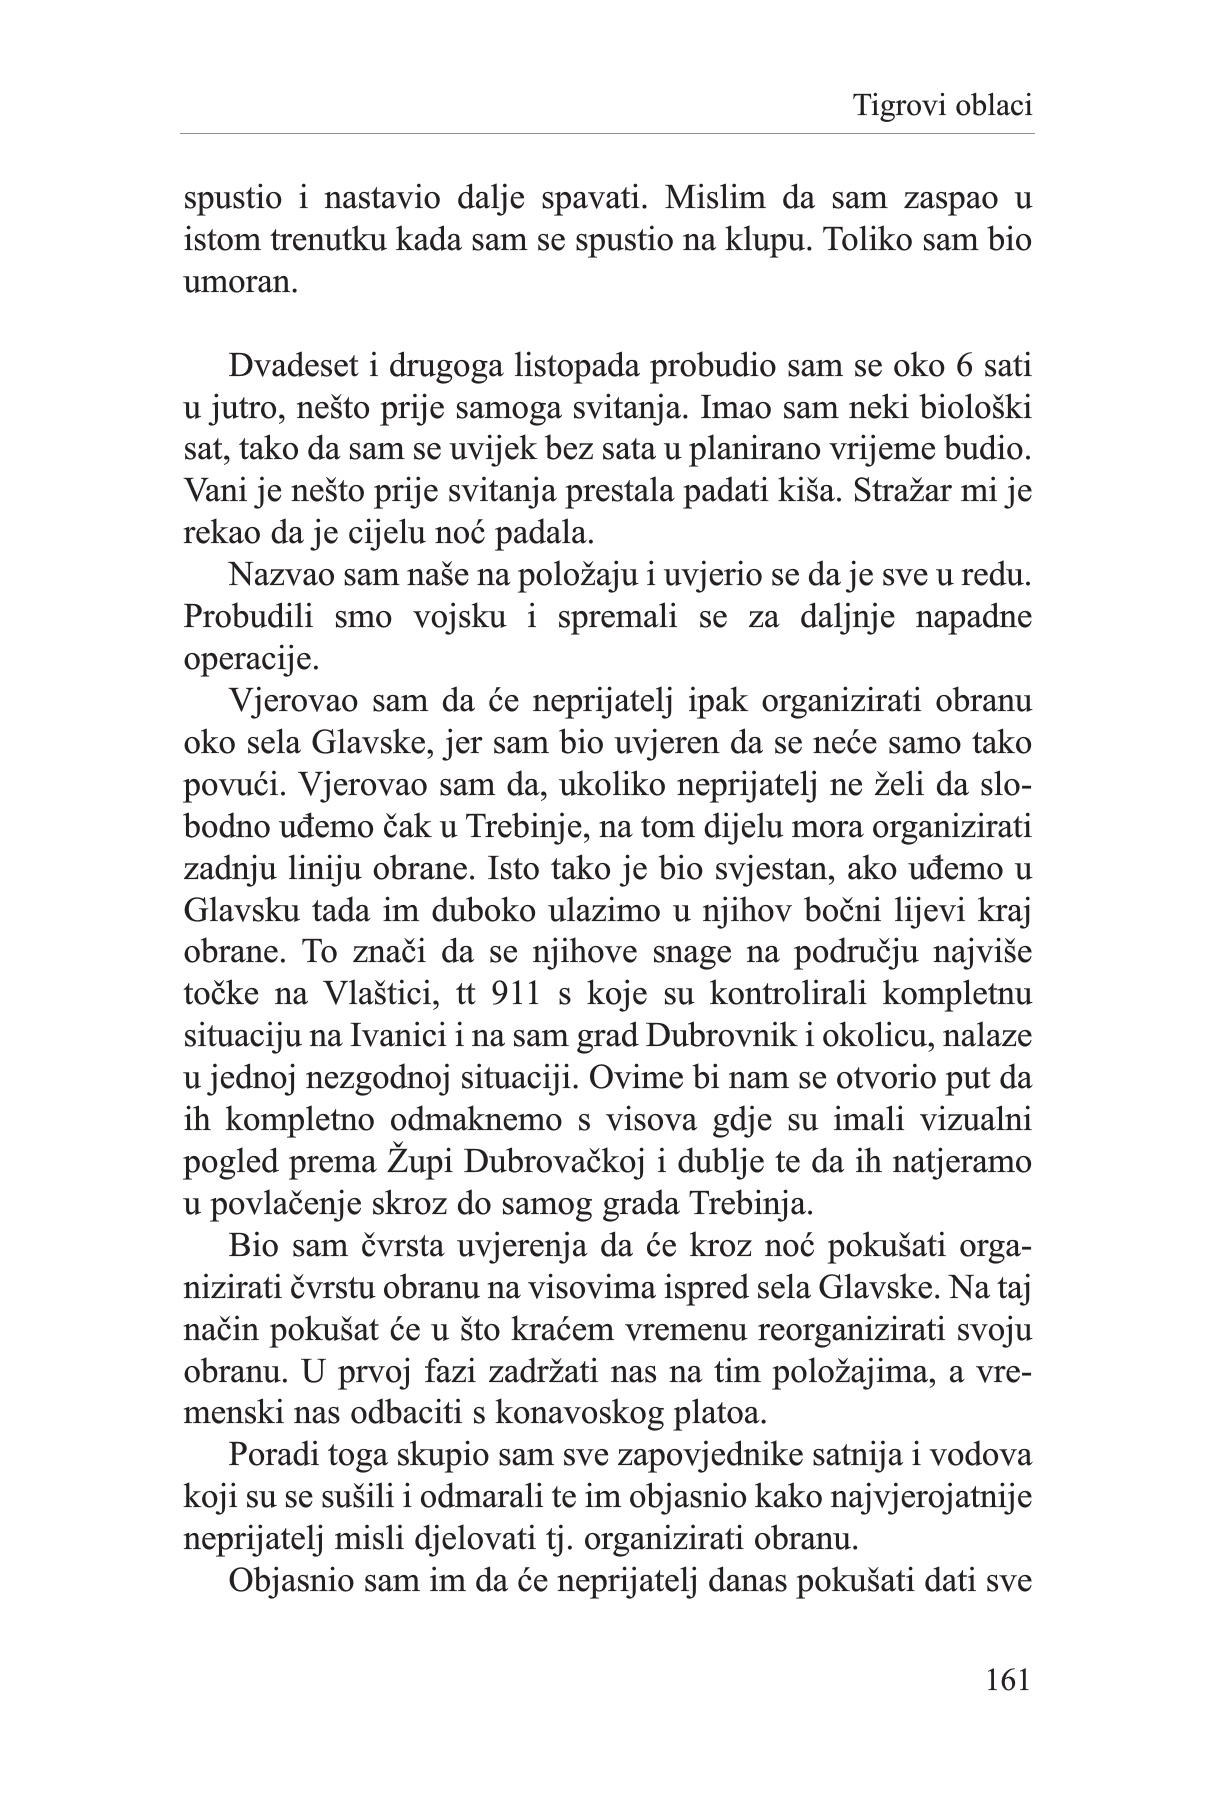 Tigrovi oblaci
spustio i nastavio dalje spavati. Mislim da sam zaspao u
istom trenutku kada sam se spustio na klupu. Toliko sam bio
umoran.
Dvadeset i drugoga listopada probudio sam se oko 6 sati
u jutro, nešto prije samoga svitanja. Imao sam neki biološki
sat, tako da sam se uvijek bez sata u planirano vrijeme budio.
Vani je nešto prije svitanja prestala padati kiša. Stražar mi je
rekao da je cijelu noć padala.
Nazvao sam naše na položaju i uvjerio se da je sve u redu.
Probudili smo vojsku i spremali se za daljnje napadne
operacije.
Vjerovao sam da će neprijatelj ipak organizirati obranu
oko sela Glavske, jer sam bio uvjeren da se neće samo tako
povući. Vjerovao sam da, ukoliko neprijatelj ne želi da slo-
bodno uđemo čak u Trebinje, na tom dijelu mora organizirati
zadnju liniju obrane. Isto tako je bio svjestan, ako uđemo u
Glavsku tada im duboko ulazimo u njihov bočni lijevi kraj
obrane. To znači da se njihove snage na području najviše
točke na Vlaštici, tt 911 s koje su kontrolirali kompletnu
situaciju na Ivanici i na sam grad Dubrovnik i okolicu, nalaze
u jednoj nezgodnoj situaciji. Ovime bi nam se otvorio put da
ih kompletno odmaknemo s visova gdje su imali vizualni
pogled prema Župi Dubrovačkoj i dublje te da ih natjeramo
u povlačenje skroz do samog grada Trebinja.
Bio sam čvrsta uvjerenja da će kroz noć pokušati orga-
nizirati čvrstu obranu na visovima ispred sela Glavske. Na taj
način pokušat će u što kraćem vremenu reorganizirati svoju
obranu. U prvoj fazi zadržati nas na tim položajima, a vre-
menski nas odbaciti s konavoskog platoa.
Poradi toga skupio sam sve zapovjednike satnija i vodova
koji su se sušili i odmarali te im objasnio kako najvjerojatnije
neprijatelj misli djelovati tj. organizirati obranu.
Objasnio sam im da će neprijatelj danas pokušati dati sve
161